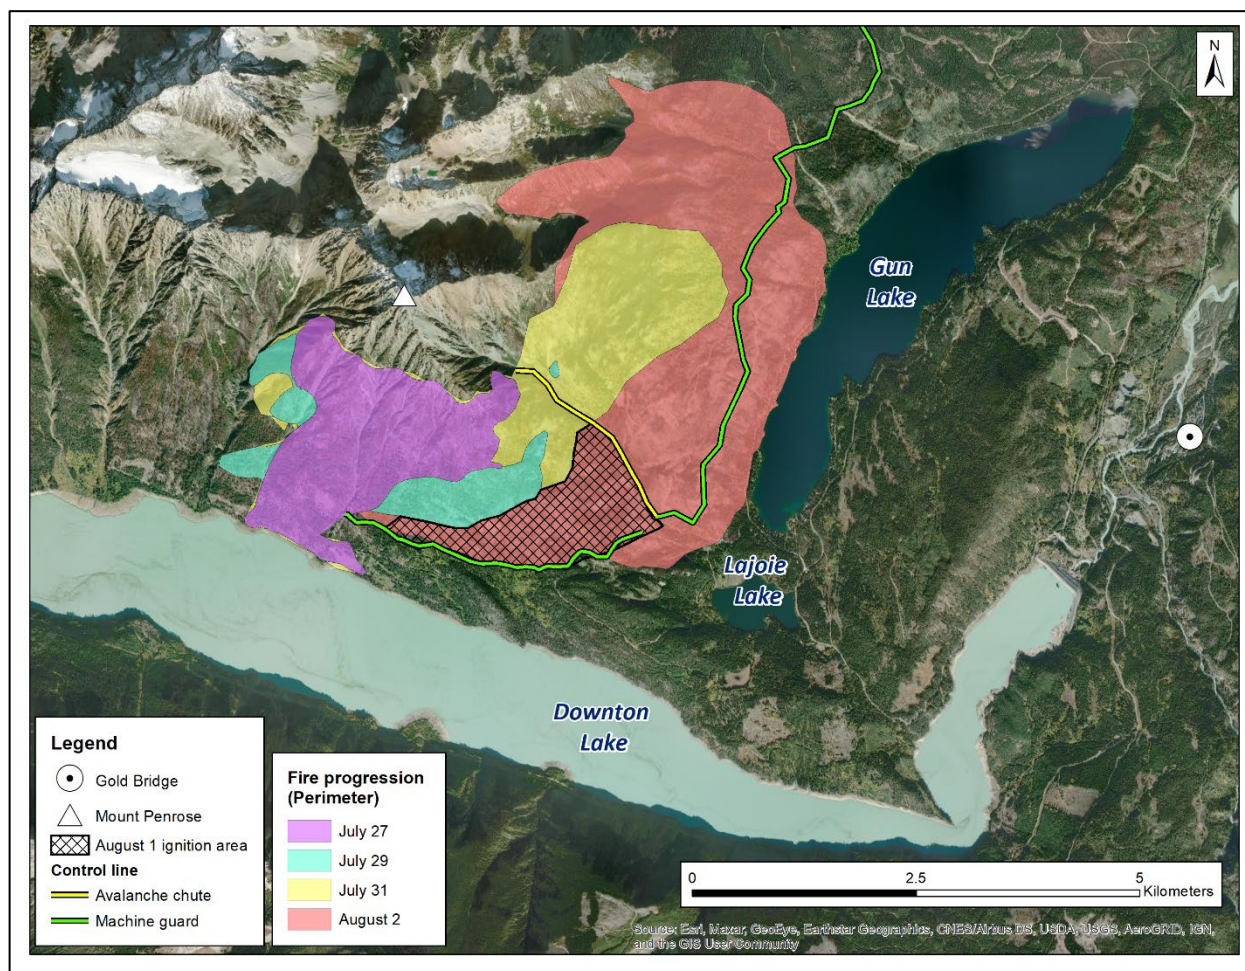 N
Gun
Lake
Lajoie
Lake
Downton
Lake
Legend
Gold Bridge
Mount Penrose
August 1 ignition area
Control line
Avalanche chute
Machine guard
Fire progression
(Perimeter)
July 27
July 29
July 31
August 2
0 2.5 5
Kilometers
Source: Esri, Maxar, GeoEye, Earthstar Geographics, CNES/Airbus DS, USDA, USGS, AeroGRID, IGN,
and the GIS User Community